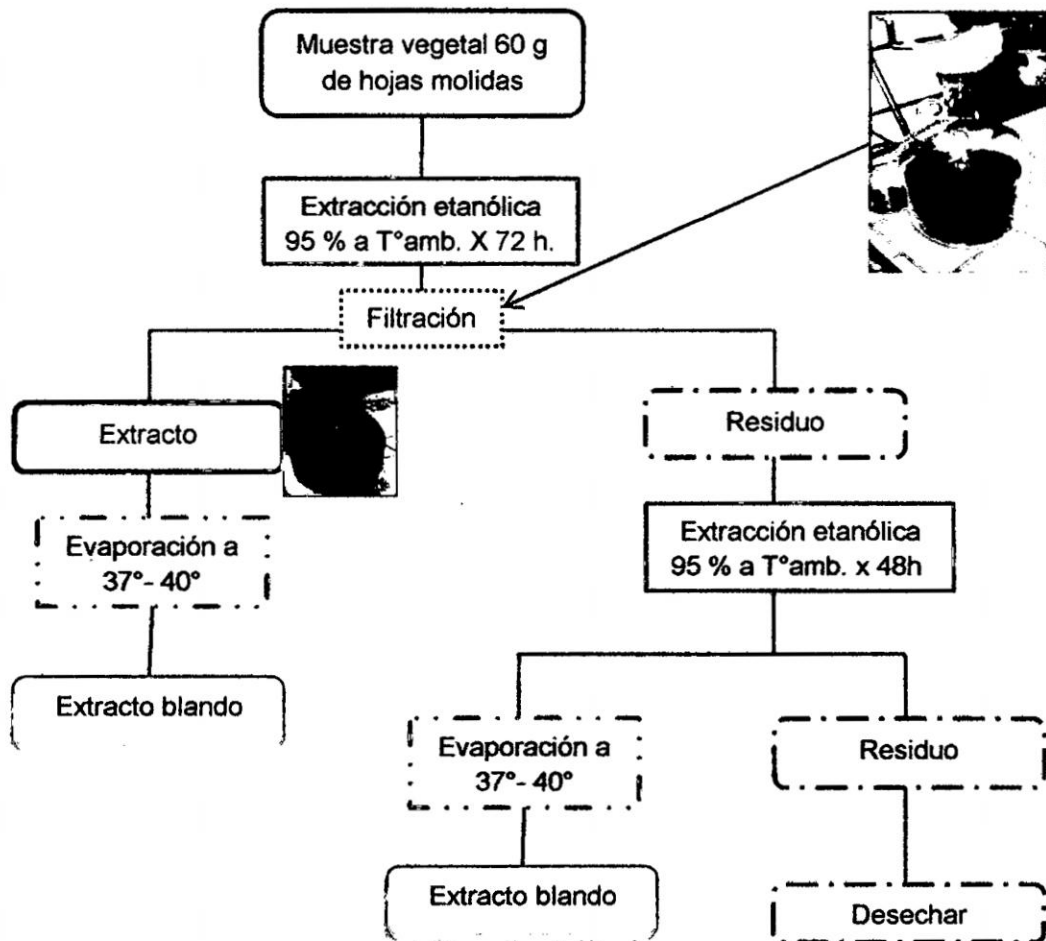 Muestra vegetal 60 g
de hojas molidas
Extracción etanólica
95 % a T°amb. X 72 h.
Filtración
Extracto
Residuo
Evaporación a
37°- 40°
Extracción etanólica
95 % a T°amb. x 48h
Extracto blando
Evaporación a
37°- 40°
Residuo
Extracto blando
Desechar